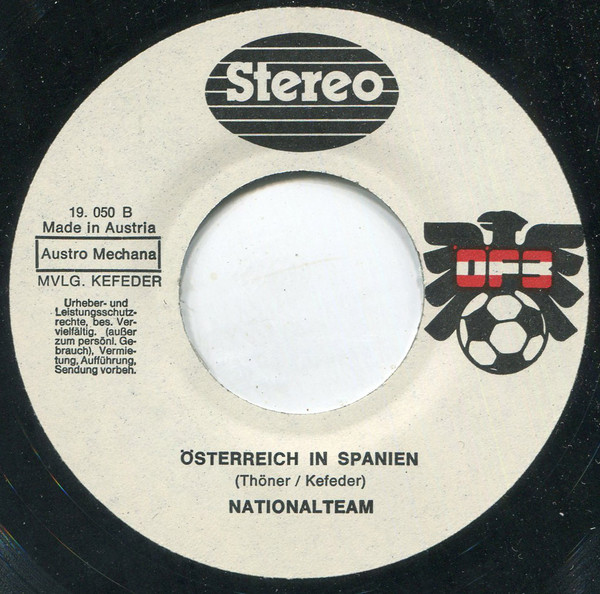 Stereo
19. 050 B
Made in Austria
Austro Mechana
MVLG. KEFEDER
Urheber- und
Leistungsschutz-
rechte, bes. Ver-
vielfältig. (außer
zum persönl. Ge-
brauch), Vermie-
tung, Aufführung,
Sendung vorbeh.
ÖFB
ÖSTERREICH IN SPANIEN
(Thöner / Kefeder)
NATIONALTEAM